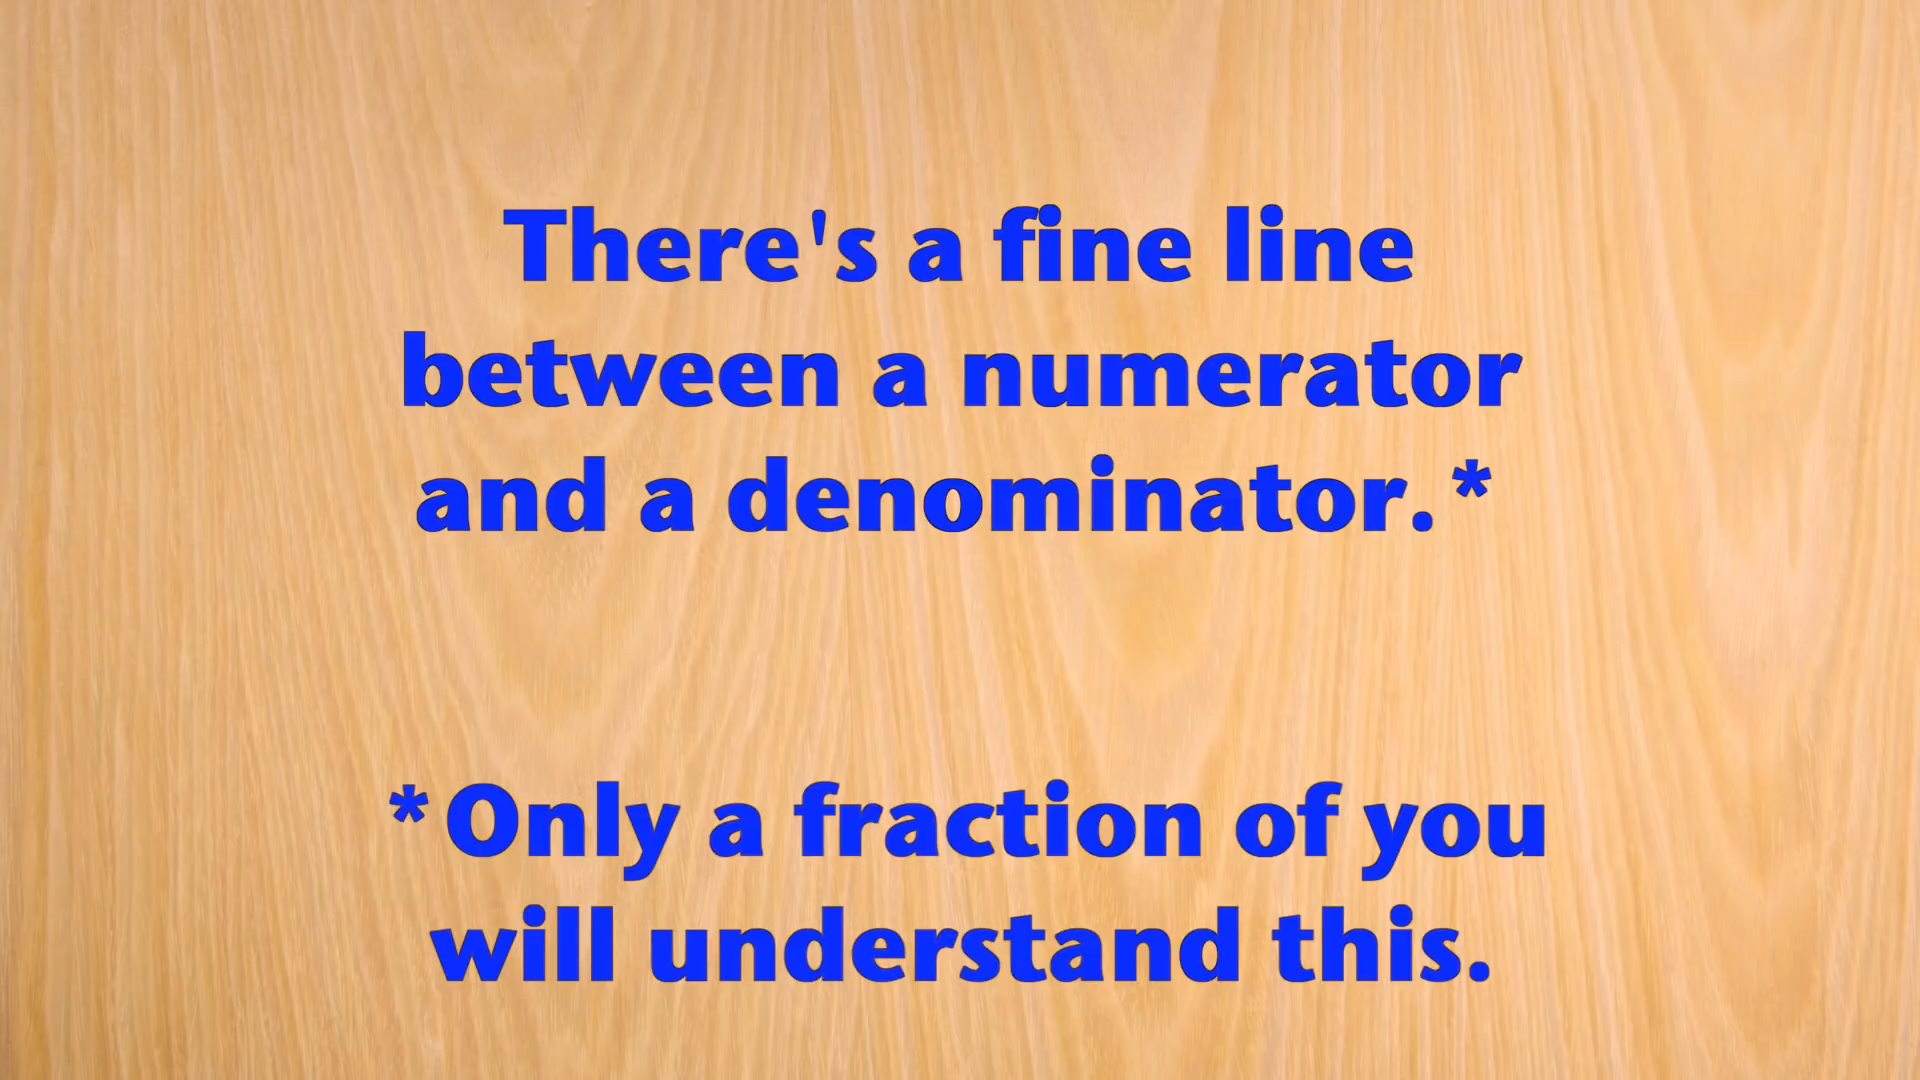 There's a fine line
between a numerator
and a denominator.*
*Only a fraction of you
will understand this.